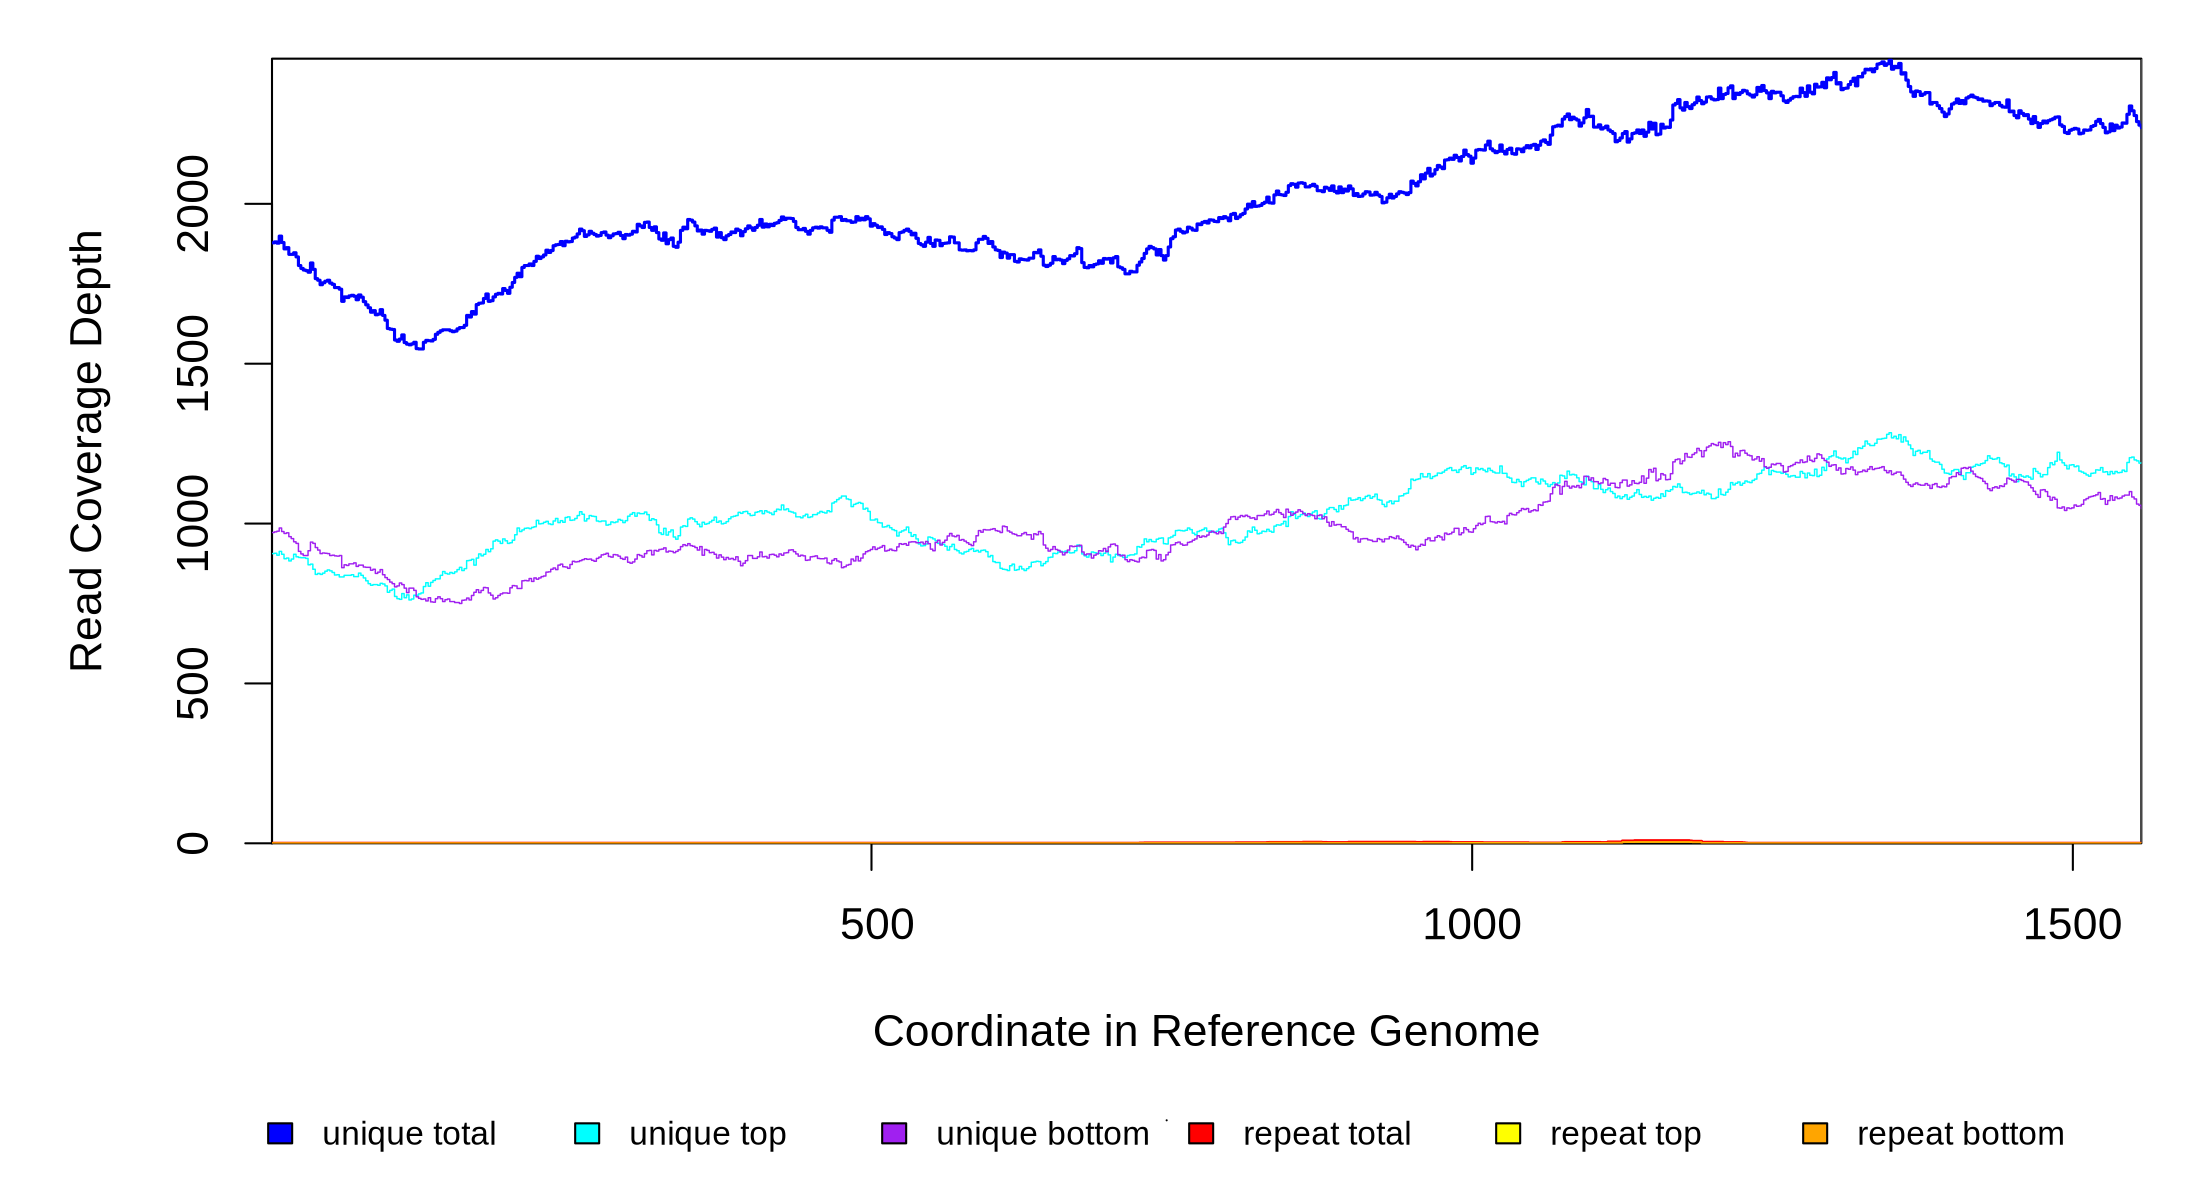 Read Coverage Depth
2000
1500
1000
500
0
500 1000 1500
Coordinate in Reference Genome
unique total unique top unique bottom repeat total repeat top repeat bottom